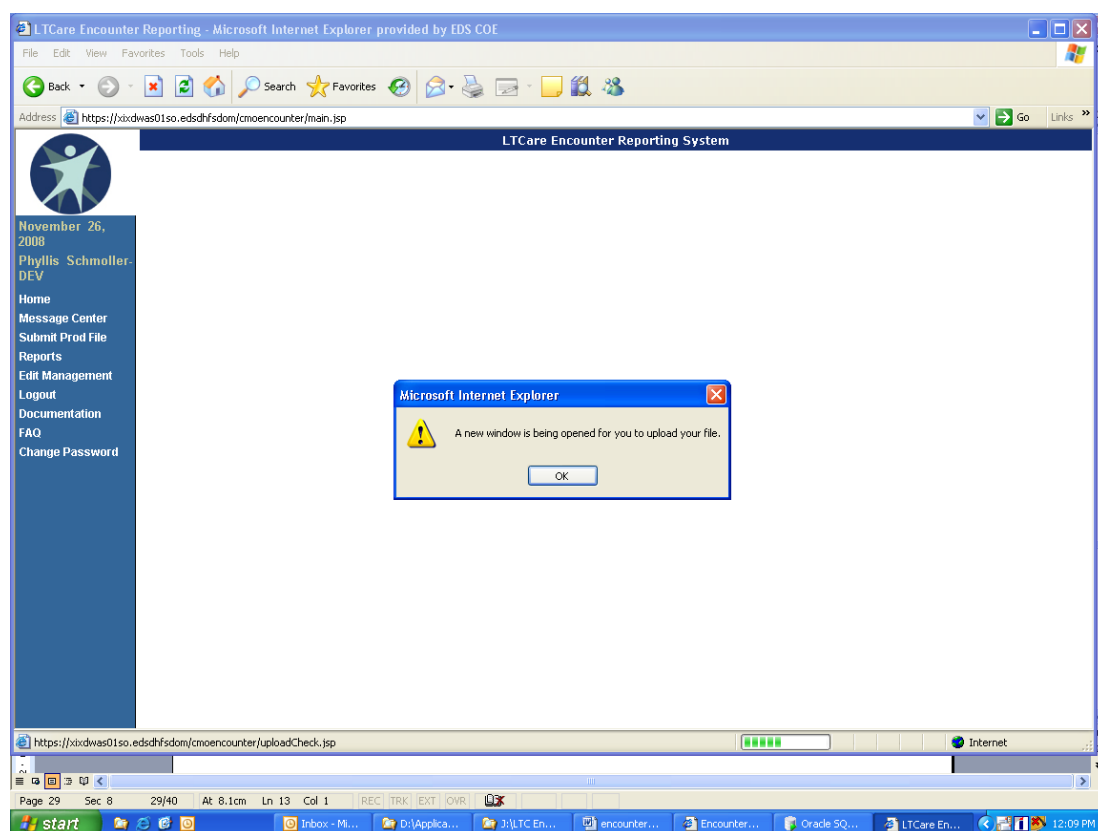 LTCare Encounter Reporting - Microsoft Internet Explorer provided by EDS COE
File Edit View Favorites Tools Help
Back Search Favorites
Address https://xixdwas01so.edsdhfsdom/cmoencounter/main.jsp Go Links »
LTCare Encounter Reporting System
November 26,
2008
Phyllis Schmoller-
DEV
Home
Message Center
Submit Prod File
Reports
Edit Management
Logout
Documentation
FAQ
Change Password
Microsoft Internet Explorer
A new window is being opened for you to upload your file.
OK
https://xixdwas01so.edsdhfsdom/cmoencounter/uploadCheck.jsp Internet
Page 29 Sec 8 29/40 At 8.1cm Ln 13 Col 1 REC TRK EXT OVR
start Inbox - Mi... D:\Applica... J:\LTC En... encounter... Encounter... Oracle SQ... LTCare En... 12:09 PM